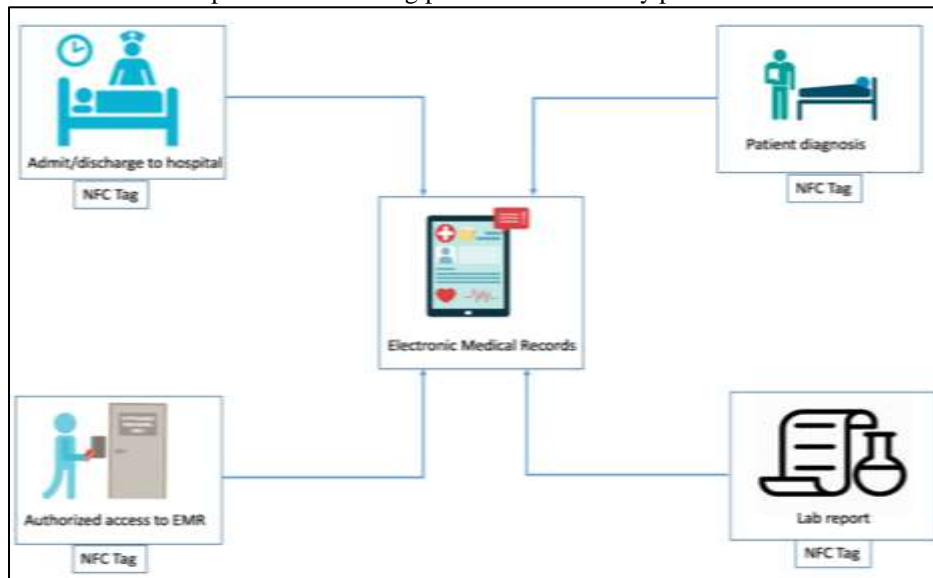 Admit/discharge to hospital
NFC Tag
Patient diagnosis
NFC Tag
Electronic Medical Records
Authorized access to EMR
NFC Tag
Lab report
NFC Tag